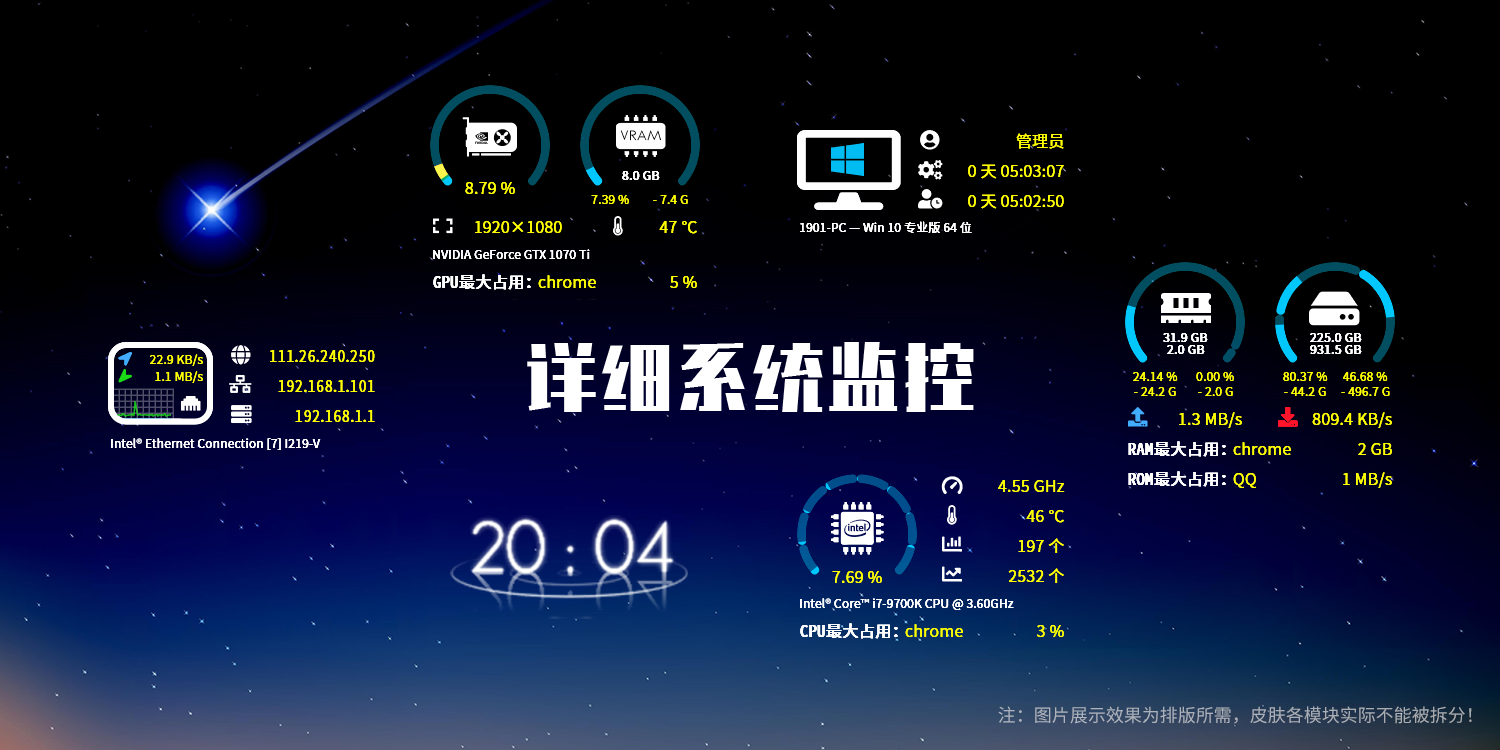 VRAM
8.0 GB
8.79 %
7.39 % - 7.4 G
1920×1080 47 ℃
NVIDIA GeForce GTX 1070 Ti
GPU最大占用：chrome 5 %
管理员
0 天 05:03:07
0 天 05:02:50
1901-PC — Win 10 专业版 64 位
22.9 KB/s
1.1 MB/s
111.26.240.250
192.168.1.101
192.168.1.1
Intel® Ethernet Connection [7] I219-V
详细系统监控
31.9 GB
2.0 GB
225.0 GB
931.5 GB
24.14 % 0.00 % 80.37 % 46.68 %
- 24.2 G - 2.0 G - 44.2 G - 496.7 G
1.3 MB/s 809.4 KB/s
RAM最大占用：chrome 2 GB
ROM最大占用：QQ 1 MB/s
20 : 04
intel
7.69 %
4.55 GHz
46 ℃
197 个
2532 个
Intel® Core™ i7-9700K CPU @ 3.60GHz
CPU最大占用：chrome 3 %
注：图片展示效果为排版所需，皮肤各模块实际不能被拆分！